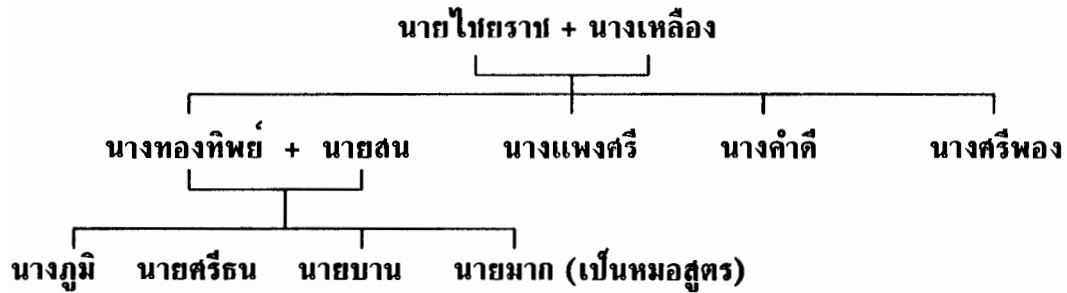 นายไชยราช + นางเหลือง
นางทองทิพย์ + นายสน นางแพงศรี นางคำดี นางศรีพอง
นางภูมิ นายศรีธน นายบาน นายมาก (เป็นหมอสูตร)